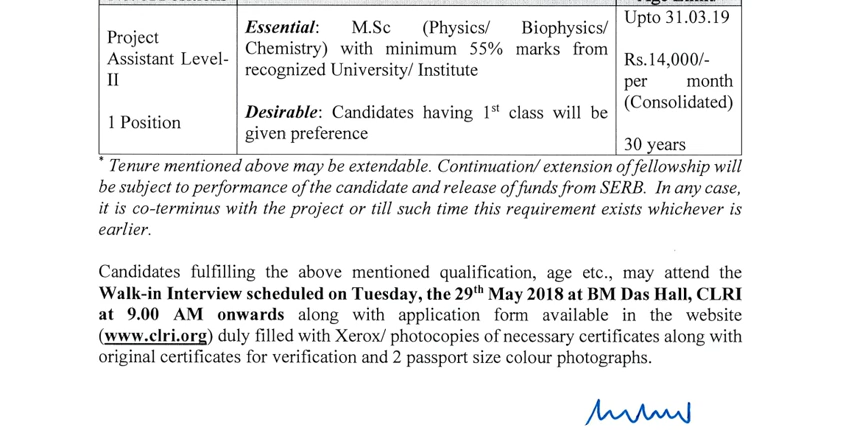 Project
Assistant Level-
II
1 Position
Essential: M.Sc (Physics/ Biophysics/
Chemistry) with minimum 55% marks from
recognized University/ Institute
Desirable: Candidates having 1st class will be
given preference
Upto 31.03.19
Rs.14,000/-
per month
(Consolidated)
30 years
* Tenure mentioned above may be extendable. Continuation/ extension of fellowship will
be subject to performance of the candidate and release of funds from SERB. In any case,
it is co-terminus with the project or till such time this requirement exists whichever is
earlier.
Candidates fulfilling the above mentioned qualification, age etc., may attend the
Walk-in Interview scheduled on Tuesday, the 29th May 2018 at BM Das Hall, CLRI
at 9.00 AM onwards along with application form available in the website
(www.clri.org) duly filled with Xerox/ photocopies of necessary certificates along with
original certificates for verification and 2 passport size colour photographs.